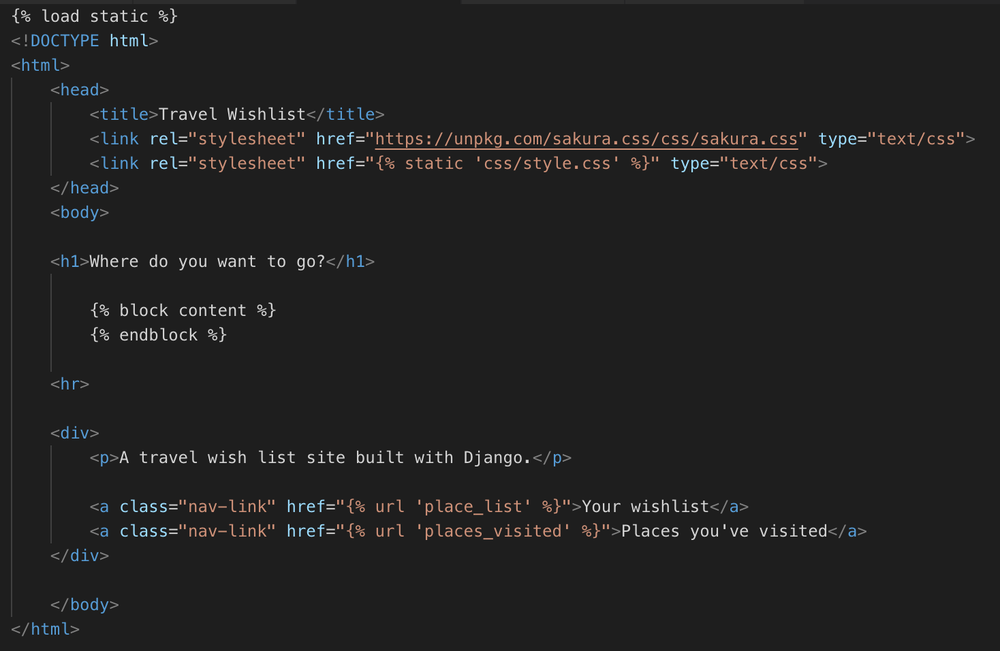 {% load static %}
<!DOCTYPE html>
<html>
<head>
<title>Travel Wishlist</title>
<link rel="stylesheet" href="https://unpkg.com/sakura.css/css/sakura.css" type="text/css">
<link rel="stylesheet" href="{% static 'css/style.css' %}" type="text/css">
</head>
<body>
<h1>Where do you want to go?</h1>
{% block content %}
{% endblock %}
<hr>
<div>
<p>A travel wish list site built with Django.</p>
<a class="nav-link" href="{% url 'place_list' %}">Your wishlist</a>
<a class="nav-link" href="{% url 'places_visited' %}">Places you've visited</a>
</div>
</body>
</html>